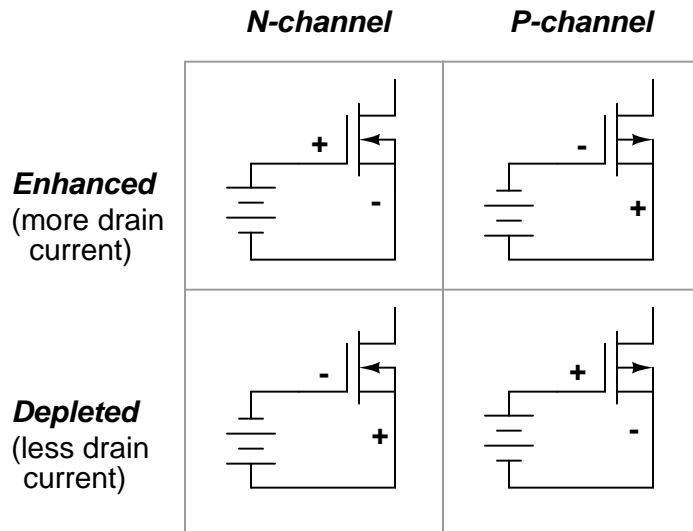 N-channel P-channel
+ -
Enhanced
(more drain
current)
- +
- +
Depleted
(less drain
current)
+ -